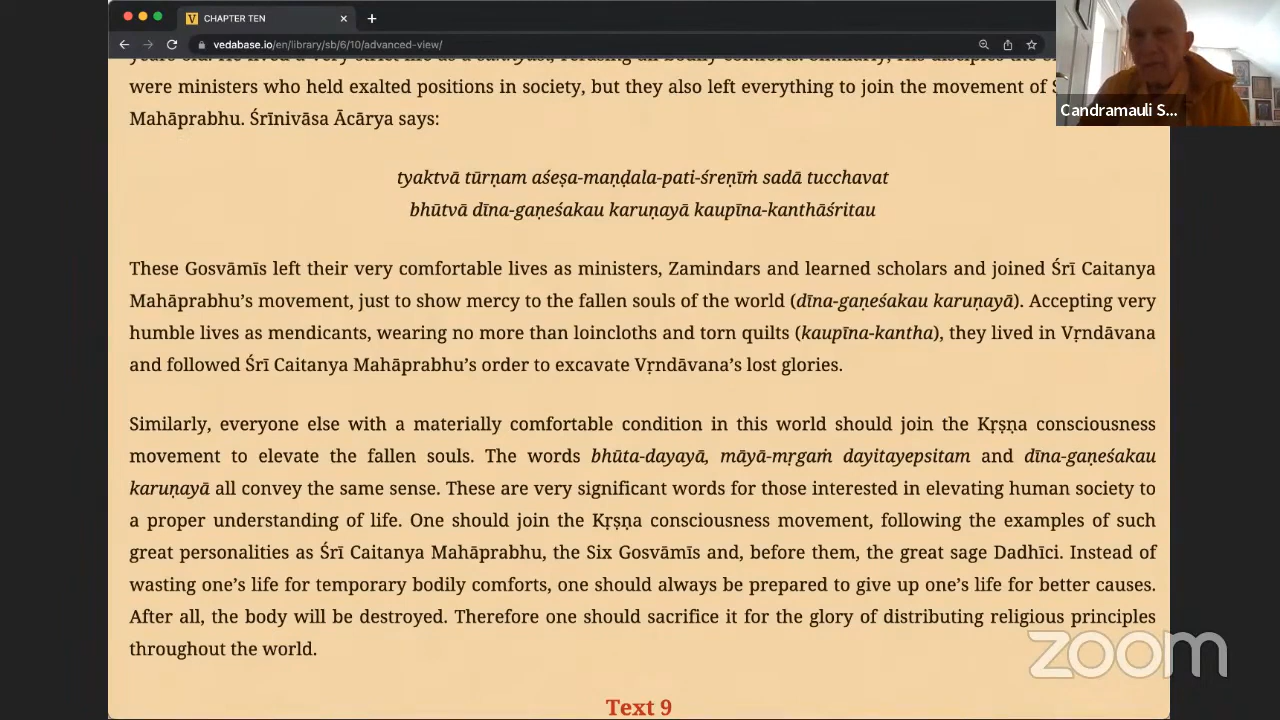 CHAPTER TEN
vedabase.io/en/library/sb/6/10/advanced-view/
Candramauli S...
were ministers who held exalted positions in society, but they also left everything to join the movement of
Mahāprabhu. Śrīnivāsa Ācārya says:
tyaktvā tūrṇam aśeṣa-maṇḍala-pati-śreṇīṁ sadā tucchavat
bhūtvā dīna-gaṇeśakau karuṇayā kaupīna-kanthāśritau
These Gosvāmīs left their very comfortable lives as ministers, Zamindars and learned scholars and joined Śrī Caitanya
Mahāprabhu’s movement, just to show mercy to the fallen souls of the world (dīna-gaṇeśakau karuṇayā). Accepting very
humble lives as mendicants, wearing no more than loincloths and torn quilts (kaupīna-kantha), they lived in Vṛndāvana
and followed Śrī Caitanya Mahāprabhu’s order to excavate Vṛndāvana’s lost glories.
Similarly, everyone else with a materially comfortable condition in this world should join the Kṛṣṇa consciousness
movement to elevate the fallen souls. The words bhūta-dayayā, māyā-mṛgaṁ dayitayepsitam and dīna-gaṇeśakau
karuṇayā all convey the same sense. These are very significant words for those interested in elevating human society to
a proper understanding of life. One should join the Kṛṣṇa consciousness movement, following the examples of such
great personalities as Śrī Caitanya Mahāprabhu, the Six Gosvāmīs and, before them, the great sage Dadhīci. Instead of
wasting one’s life for temporary bodily comforts, one should always be prepared to give up one’s life for better causes.
After all, the body will be destroyed. Therefore one should sacrifice it for the glory of distributing religious principles
throughout the world.
zoom
Text 9